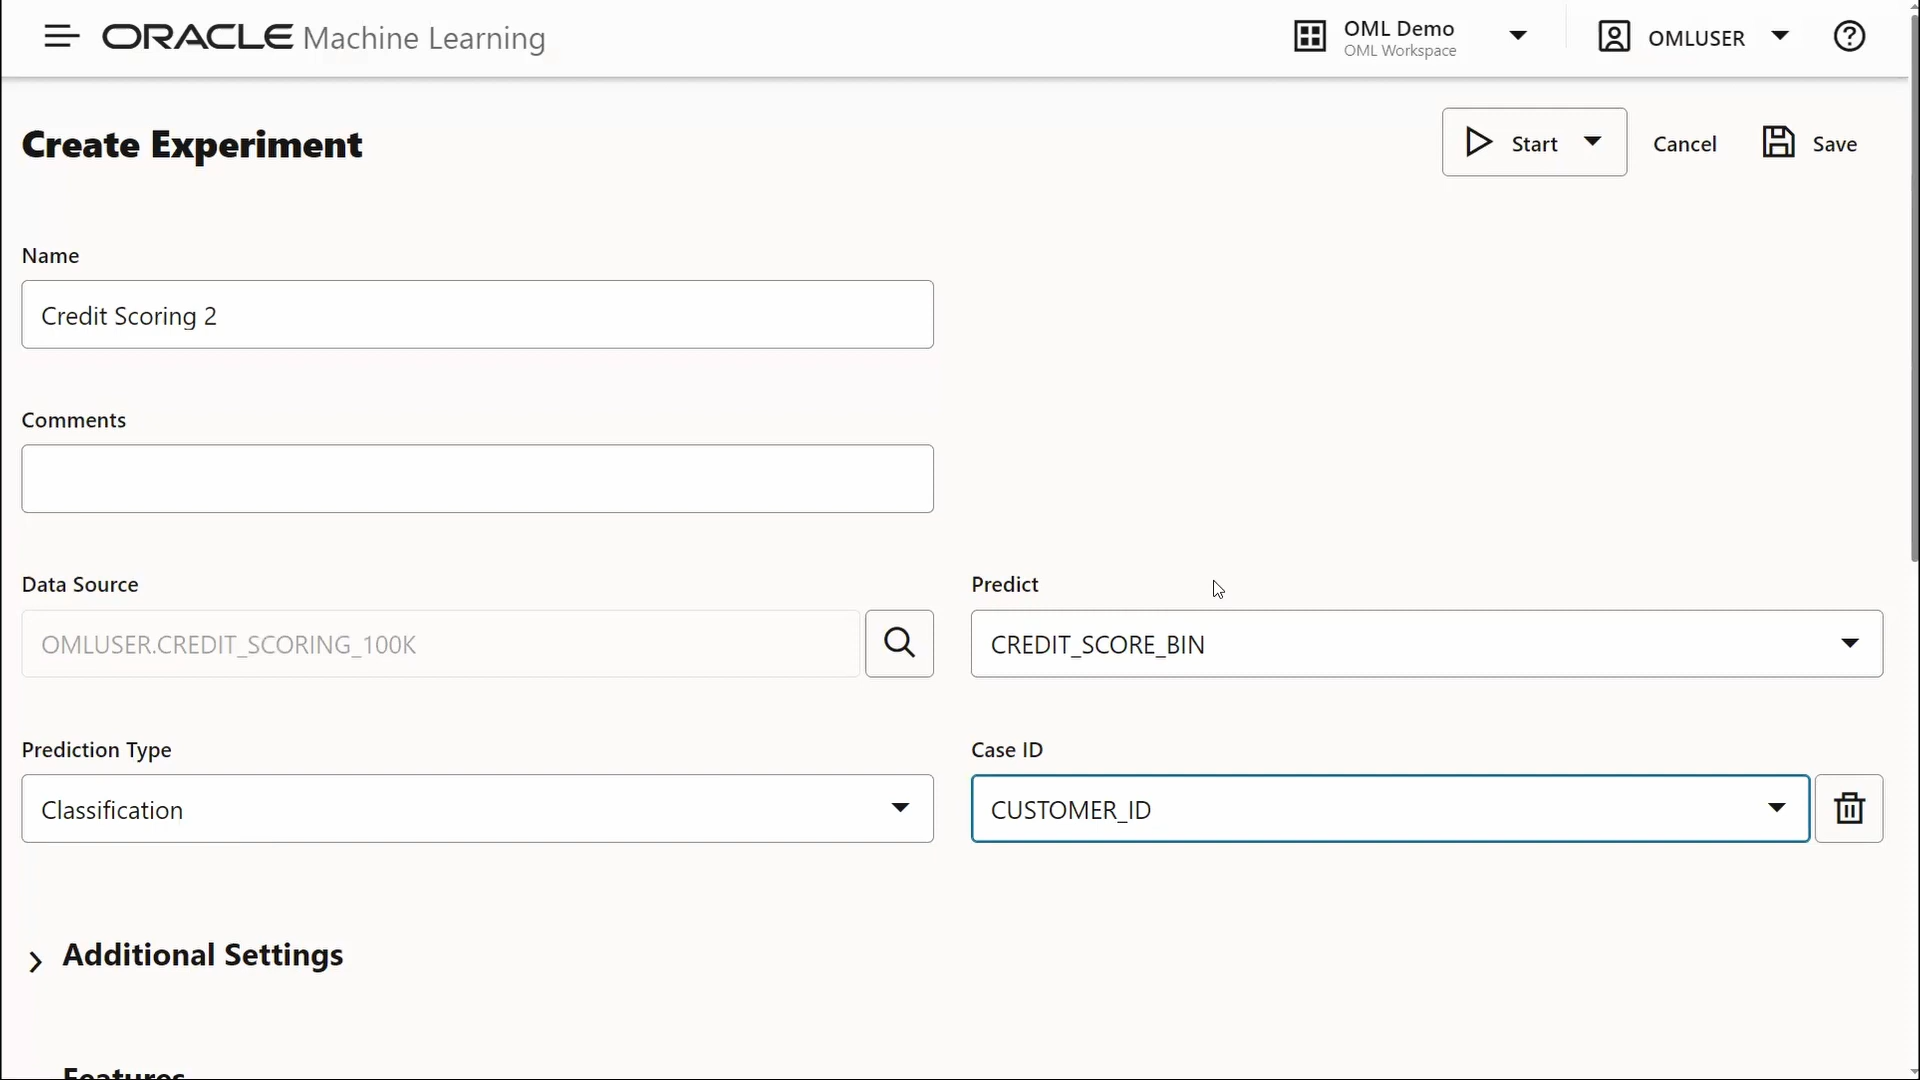 ORACLE Machine Learning
OML Demo
OML Workspace
OMLUSER
Create Experiment
Start
Cancel
Save
Name
Credit Scoring 2
Comments
Data Source
Predict
OMLUSER.CREDIT_SCORING_100K
CREDIT_SCORE_BIN
Prediction Type
Case ID
Classification
CUSTOMER_ID
Additional Settings
Features